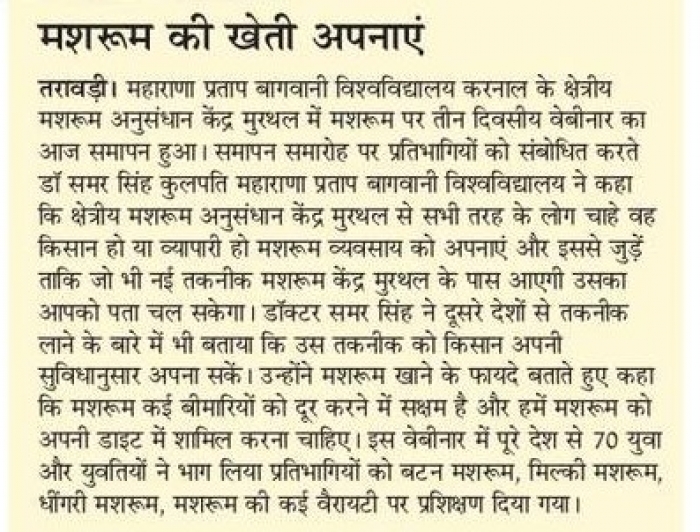 मशरूम की खेती अपनाएं
तरावड़ी। महाराणा प्रताप बागवानी विश्वविद्यालय करनाल के क्षेत्रीय
मशरूम अनुसंधान केंद्र मुरथल में मशरूम पर तीन दिवसीय वेबीनार का
आज समापन हुआ। समापन समारोह पर प्रतिभागियों को संबोधित करते
डॉ समर सिंह कुलपति महाराणा प्रताप बागवानी विश्वविद्यालय ने कहा
कि क्षेत्रीय मशरूम अनुसंधान केंद्र मुरथल से सभी तरह के लोग चाहे वह
किसान हो या व्यापारी हो मशरूम व्यवसाय को अपनाएं और इससे जुड़ें
ताकि जो भी नई तकनीक मशरूम केंद्र मुरथल के पास आएगी उसका
आपको पता चल सकेगा। डॉक्टर समर सिंह ने दूसरे देशों से तकनीक
लाने के बारे में भी बताया कि उस तकनीक को किसान अपनी
सुविधानुसार अपना सकें। उन्होंने मशरूम खाने के फायदे बताते हुए कहा
कि मशरूम कई बीमारियों को दूर करने में सक्षम है और हमें मशरूम को
अपनी डाइट में शामिल करना चाहिए। इस वेबीनार में पूरे देश से 70 युवा
और युवतियों ने भाग लिया प्रतिभागियों को बटन मशरूम, मिल्की मशरूम,
धींगरी मशरूम, मशरूम की कई वैरायटी पर प्रशिक्षण दिया गया।